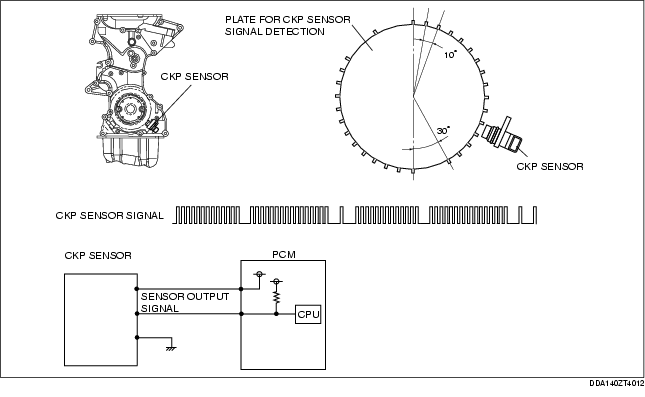 PLATE FOR CKP SENSOR
SIGNAL DETECTION
CKP SENSOR
10°
30°
CKP SENSOR
CKP SENSOR SIGNAL
CKP SENSOR
PCM
SENSOR OUTPUT
SIGNAL
CPU
DDA140ZT4012